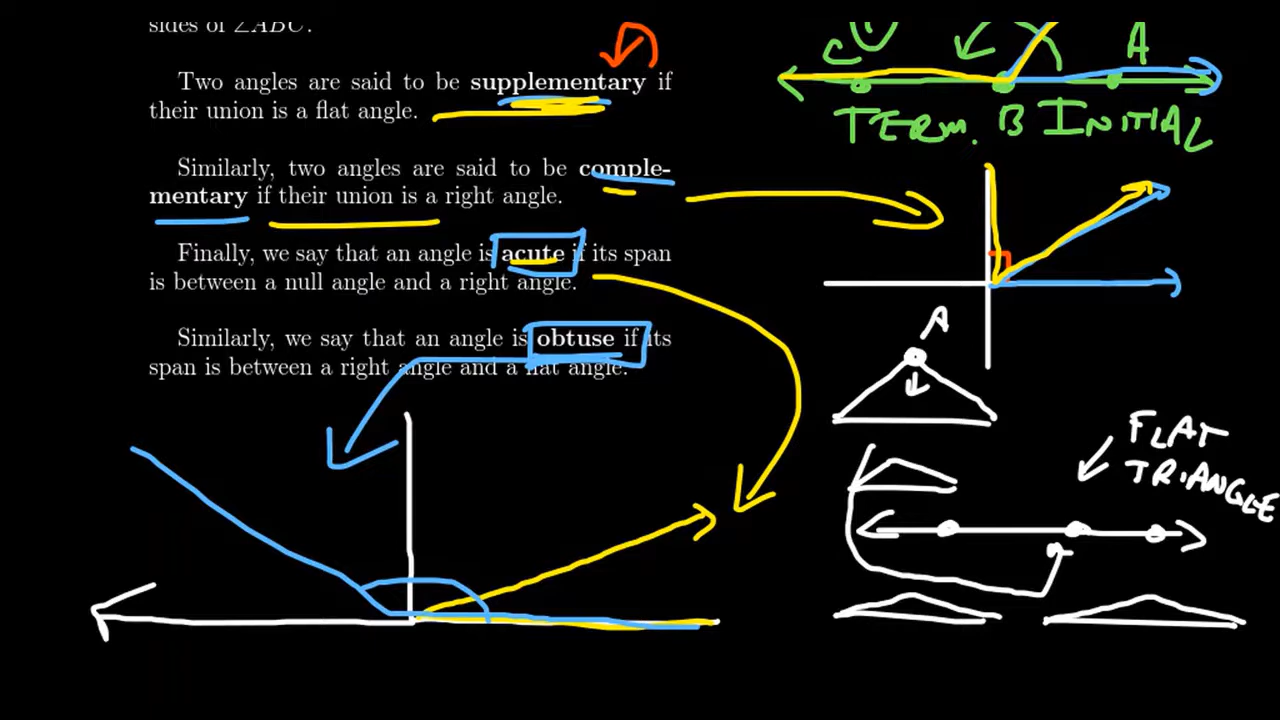 sides of ∠ABC.
Two angles are said to be supplementary if
their union is a flat angle.
Similarly, two angles are said to be comple-
mentary if their union is a right angle.
Finally, we say that an angle is acute if its span
is between a null angle and a right angle.
Similarly, we say that an angle is obtuse if its
span is between a right angle and a flat angle.
C A
TERM. B INITIAL
A
FLAT
TRIANGLE